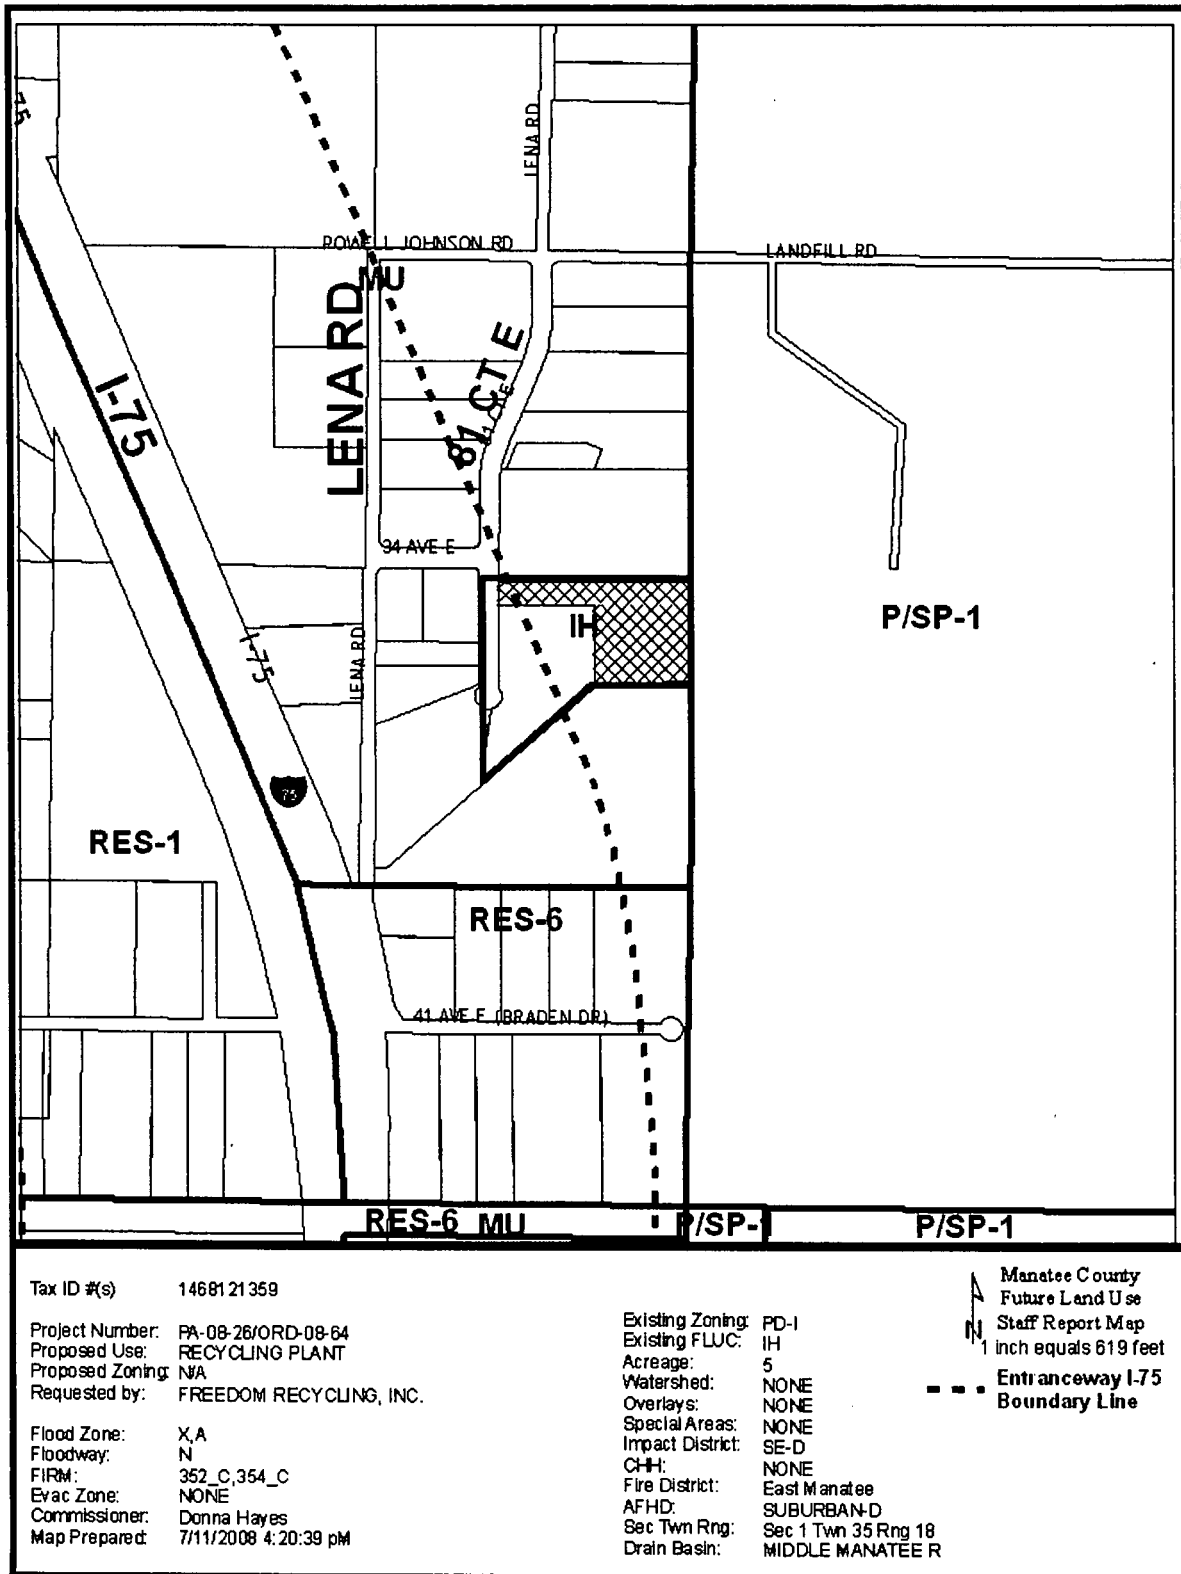 75
LENA RD
POWELL JOHNSON RD
LANDFILL RD
MU
LENA RD
81 CT E
I-75
34 AVE E
P/SP-1
IH
LENA RD
I-75
75
RES-1
RES-6
41 AVE E (BRADEN DR)
RES-6 MU P/SP-1 P/SP-1
Tax ID #(s) 1468121359
Project Number: PA-08-26/ORD-08-64
Proposed Use: RECYCLING PLANT
Proposed Zoning: N/A
Requested by: FREEDOM RECYCLING, INC.
Flood Zone: X,A
Floodway: N
FIRM: 352_C,354_C
Evac Zone: NONE
Commissioner: Donna Hayes
Map Prepared: 7/11/2008 4:20:39 PM
Existing Zoning: PD-I
Existing FLUC: IH
Acreage: 5
Watershed: NONE
Overlays: NONE
Special Areas: NONE
Impact District: SE-D
CHH: NONE
Fire District: East Manatee
AFHD: SUBURBAN-D
Sec Twn Rng: Sec 1 Twn 35 Rng 18
Drain Basin: MIDDLE MANATEE R
Manatee County
Future Land Use
Staff Report Map
N
1 inch equals 619 feet
Entranceway I-75
Boundary Line